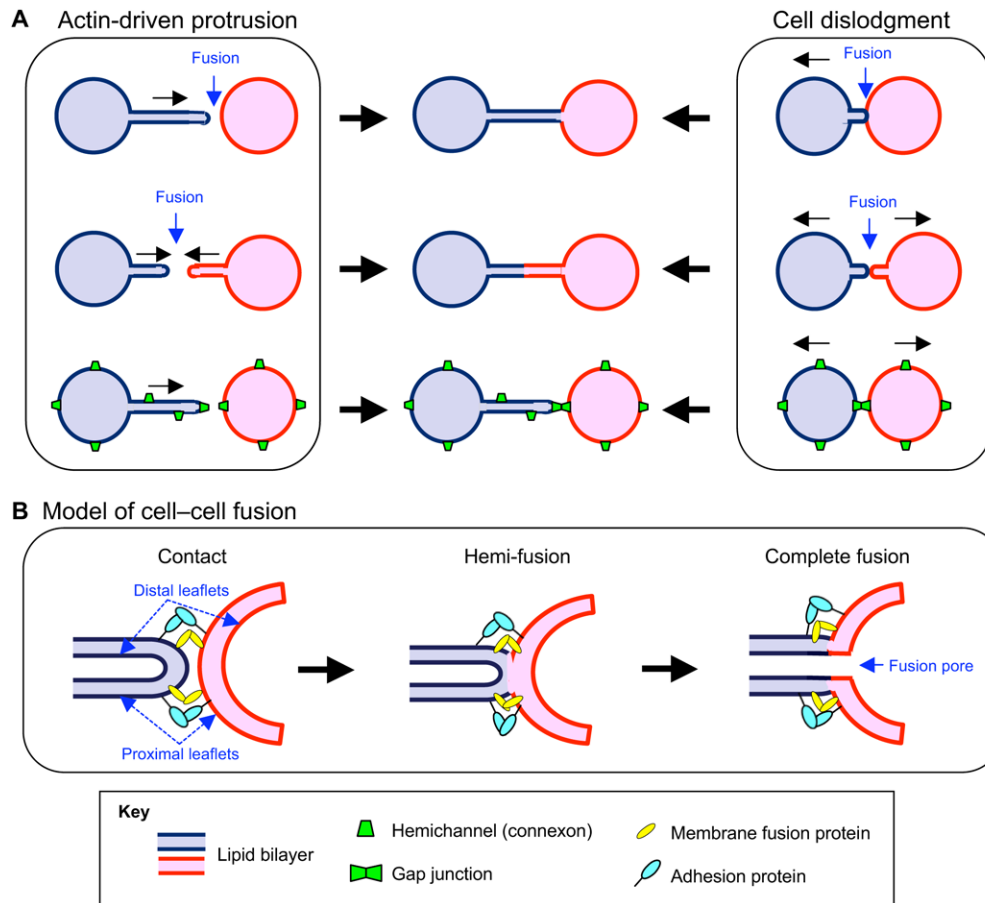 A Actin-driven protrusion
Cell dislodgment
Fusion
Fusion
Fusion
Fusion
B Model of cell–cell fusion
Contact
Hemi-fusion
Complete fusion
Distal leaflets
Fusion pore
Proximal leaflets
Key
Lipid bilayer
Hemichannel (connexon)
Gap junction
Membrane fusion protein
Adhesion protein